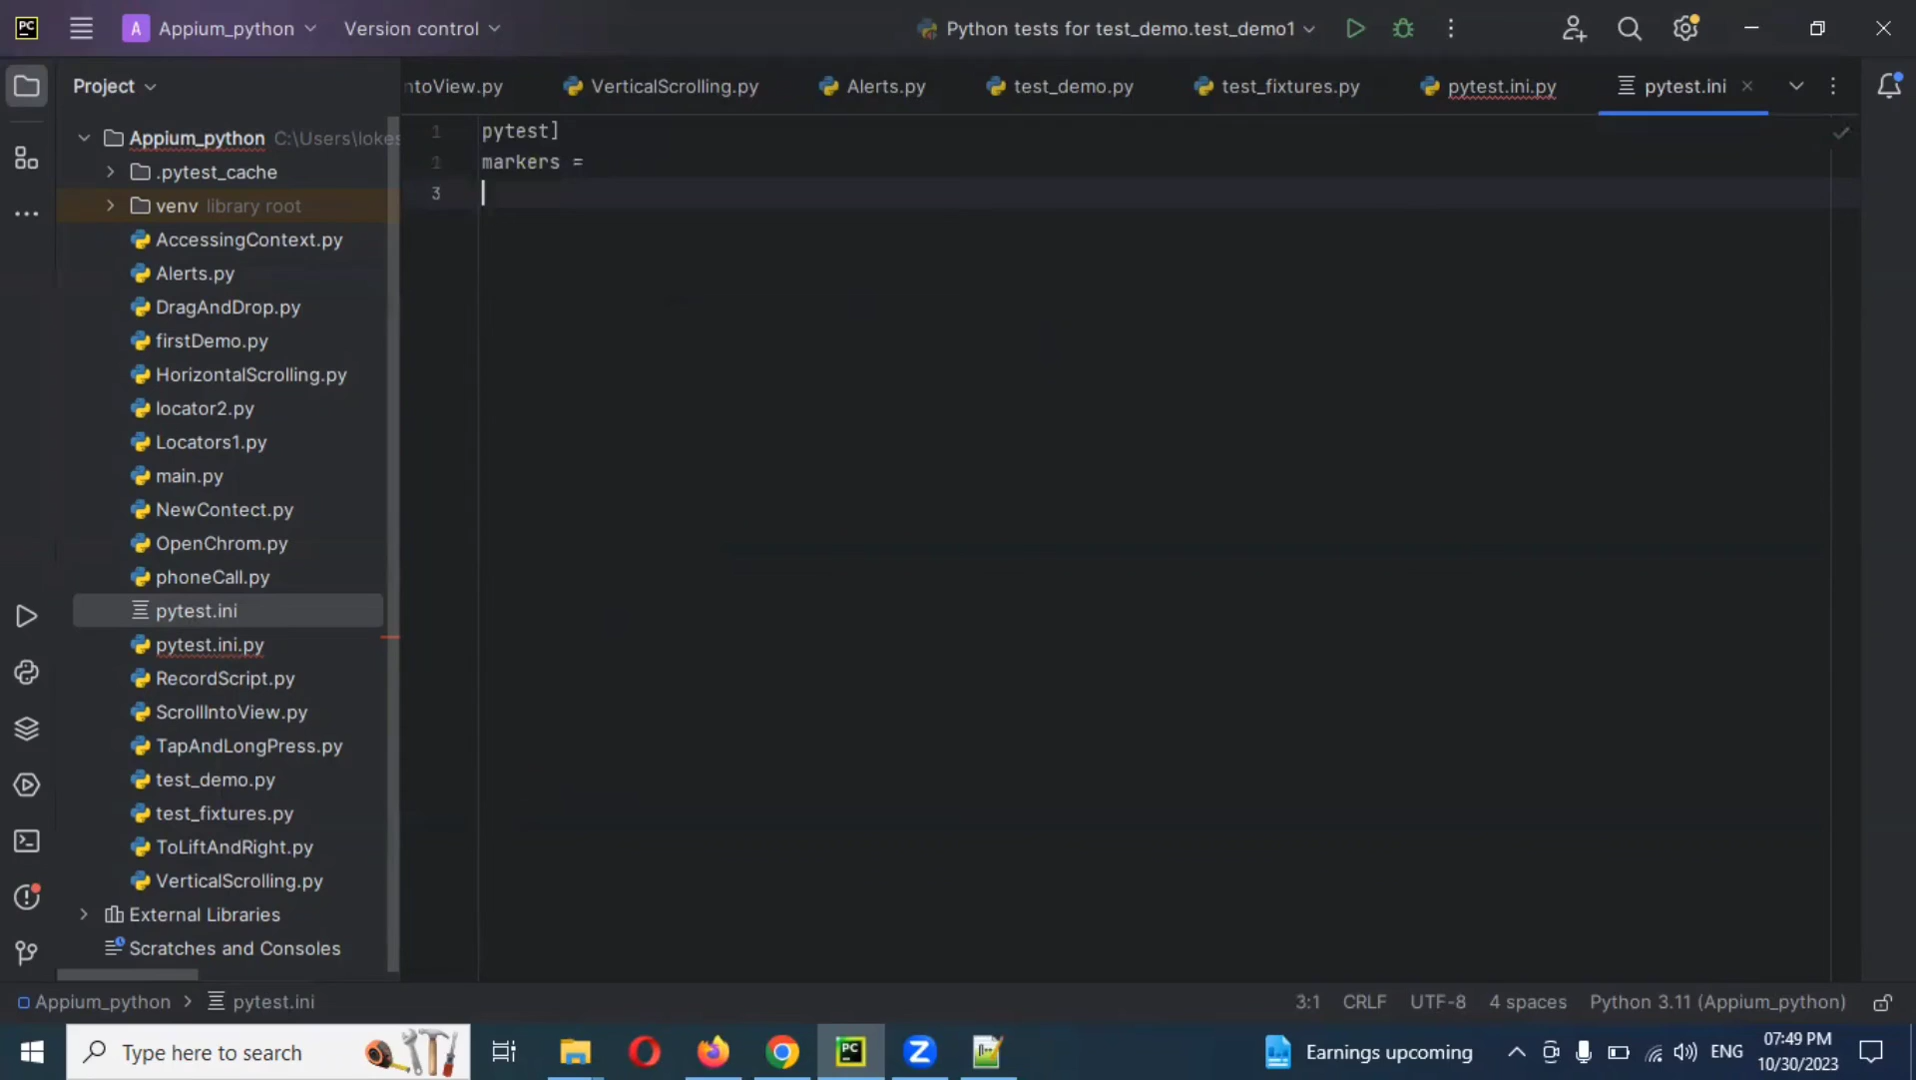 PC
A Appium_python
Version control
Python tests for test_demo.test_demo1
Project
ntoView.py
VerticalScrolling.py
Alerts.py
test_demo.py
test_fixtures.py
pytest.ini.py
pytest.ini
Appium_python C:\Users\lokes
.pytest_cache
venv library root
AccessingContext.py
Alerts.py
DragAndDrop.py
firstDemo.py
HorizontalScrolling.py
locator2.py
Locators1.py
main.py
NewContect.py
OpenChrom.py
phoneCall.py
pytest.ini
pytest.ini.py
RecordScript.py
ScrollIntoView.py
TapAndLongPress.py
test_demo.py
test_fixtures.py
ToLiftAndRight.py
VerticalScrolling.py
External Libraries
Scratches and Consoles
1 pytest]
1 markers =
3
Appium_python > pytest.ini
3:1 CRLF UTF-8 4 spaces Python 3.11 (Appium_python)
Type here to search
PC
Earnings upcoming
ENG
07:49 PM
10/30/2023